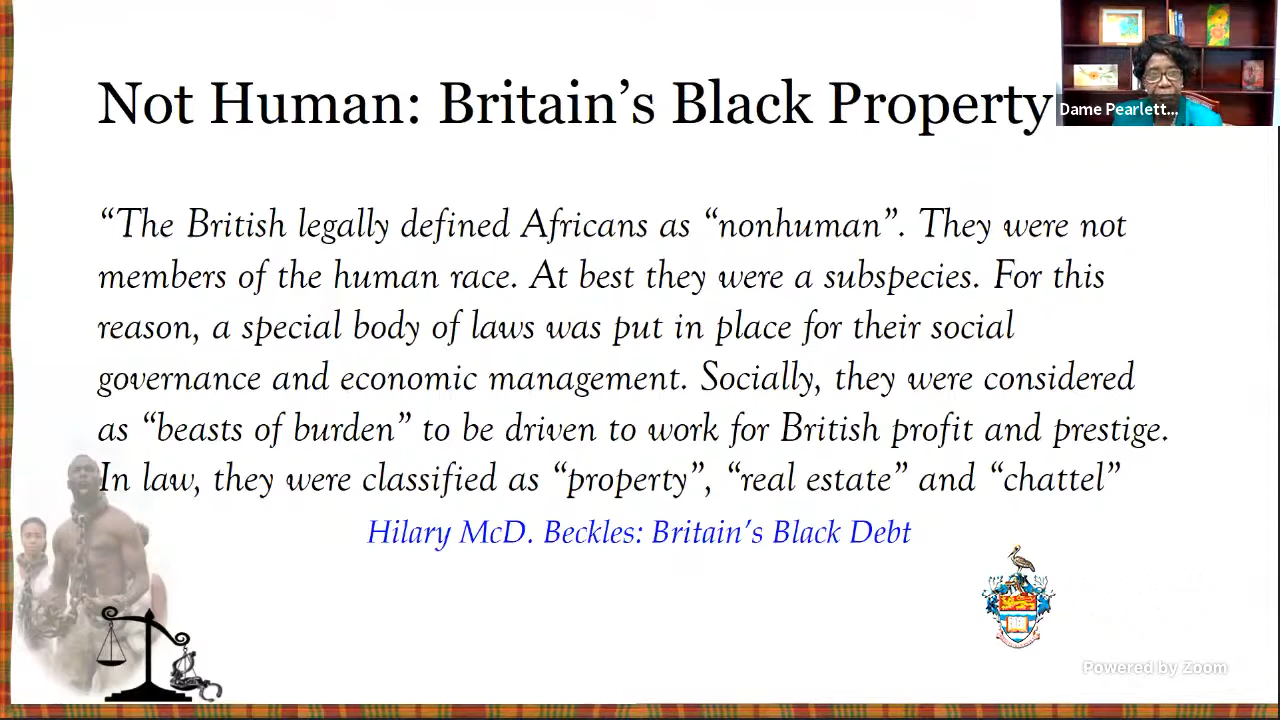 Not Human: Britain's Black Property
Dame Pearlett...
“The British legally defined Africans as “nonhuman”. They were not
members of the human race. At best they were a subspecies. For this
reason, a special body of laws was put in place for their social
governance and economic management. Socially, they were considered
as “beasts of burden” to be driven to work for British profit and prestige.
In law, they were classified as “property”, “real estate” and “chattel”
Hilary McD. Beckles: Britain's Black Debt
Powered by Zoom